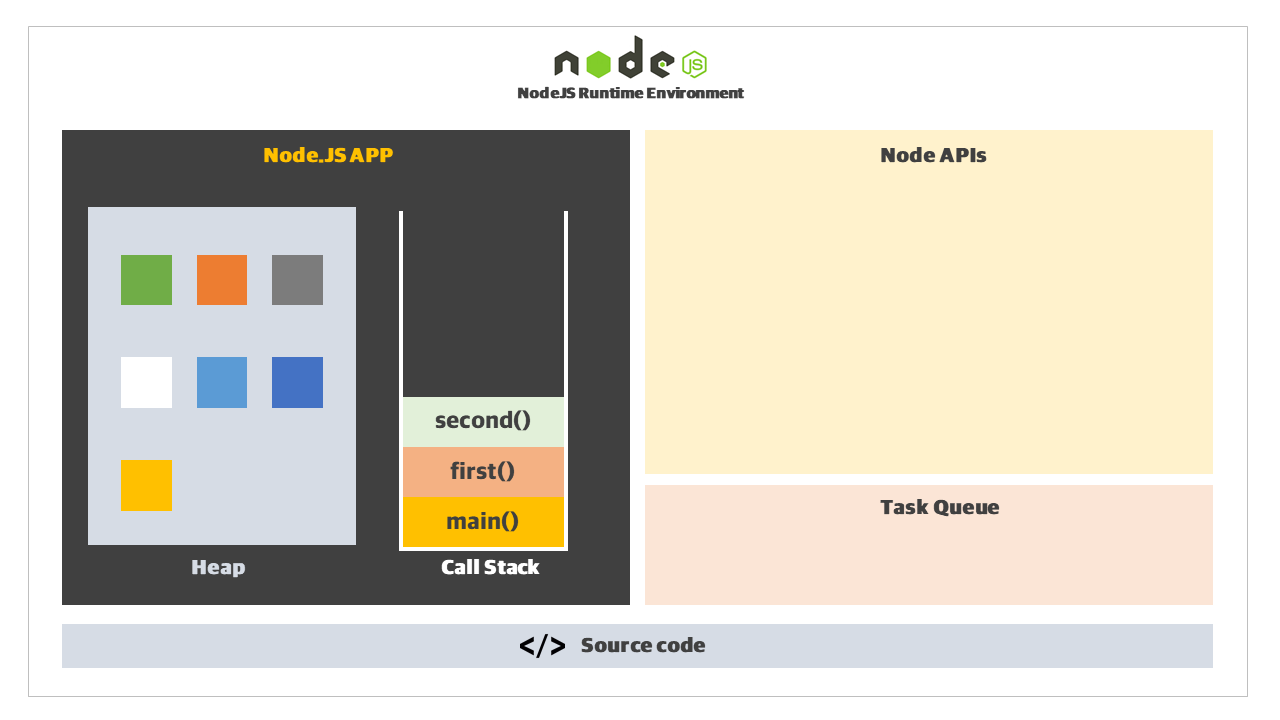 node
JS
NodeJS Runtime Environment
Node.JS APP
Node APIs
second()
first()
main()
Heap
Call Stack
Task Queue
</> Source code